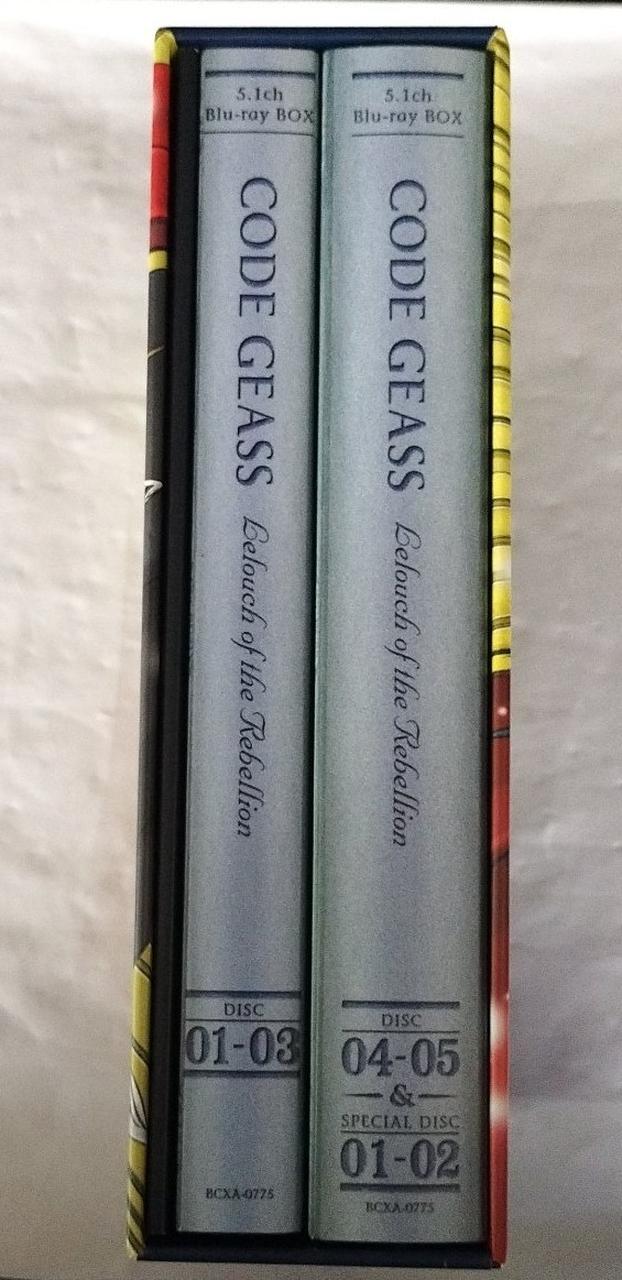 5.1ch
Blu-ray BOX
CODE GEASS Lelouch of the Rebellion
DISC
01-03
BCXA-0775
5.1ch
Blu-ray BOX
CODE GEASS Lelouch of the Rebellion
DISC
04-05
&
SPECIAL DISC
01-02
BCXA-0775